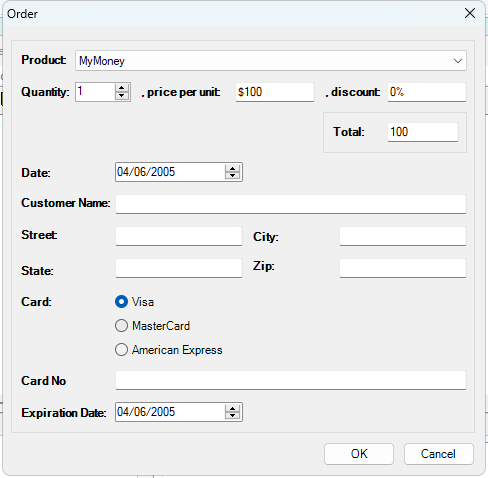 Order
Product: MyMoney
Quantity: 1 , price per unit: $100 , discount: 0%
Total: 100
Date: 04/06/2005
Customer Name:
Street: City:
State: Zip:
Card: Visa
MasterCard
American Express
Card No
Expiration Date: 04/06/2005
OK Cancel